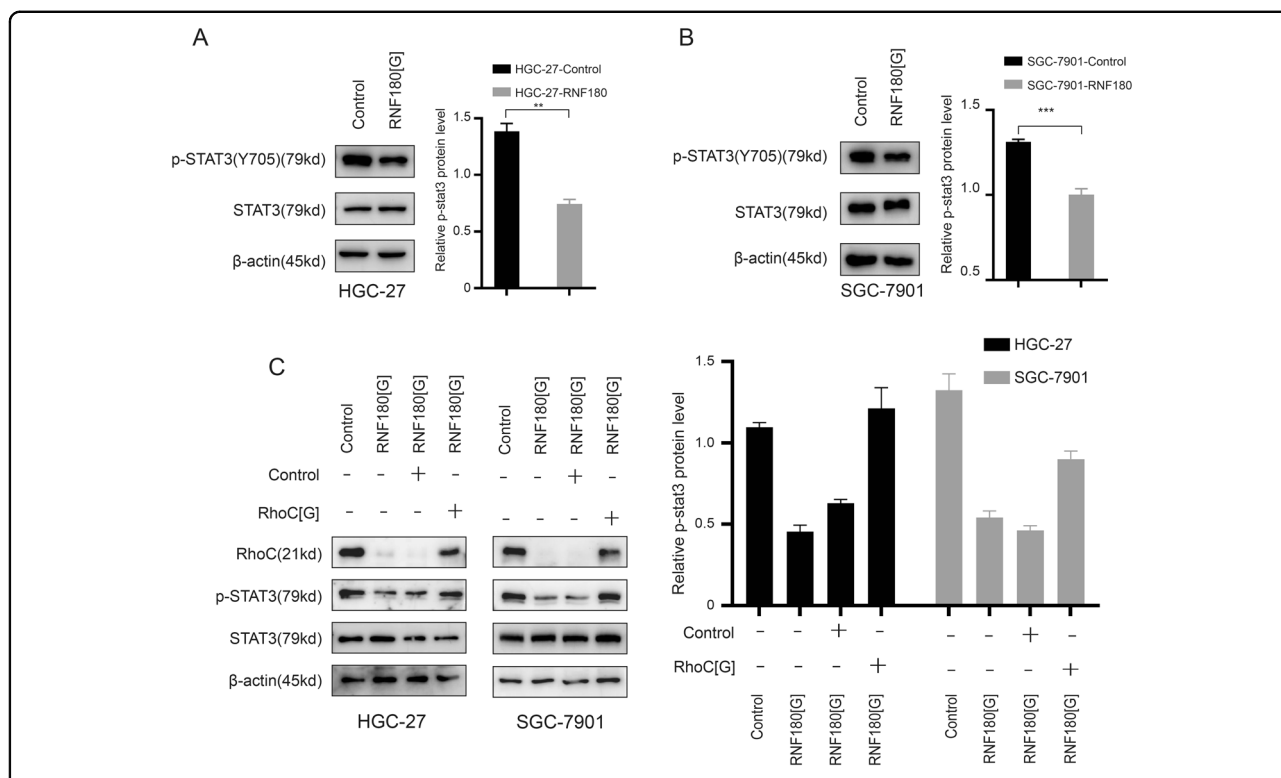 A
Control
RNF180[G]
p-STAT3(Y705)(79kd)
STAT3(79kd)
β-actin(45kd)
HGC-27
HGC-27-Control
HGC-27-RNF180
**
Relative p-stat3 protein level
1.5
1.0
0.5
0
B
Control
RNF180[G]
p-STAT3(Y705)(79kd)
STAT3(79kd)
β-actin(45kd)
SGC-7901
SGC-7901-Control
SGC-7901-RNF180
***
Relative p-stat3 protein level
1.5
1.0
0.5
C
Control
RNF180[G]
RNF180[G]
RNF180[G]
Control
RNF180[G]
RNF180[G]
RNF180[G]
Control – – + – – – + –
RhoC[G] – – – + – – – +
RhoC(21kd)
p-STAT3(79kd)
STAT3(79kd)
β-actin(45kd)
HGC-27
SGC-7901
HGC-27
SGC-7901
Relative p-stat3 protein level
1.5
1.0
0.5
0
Control – – + – – – + –
RhoC[G] – – – + – – – +
Control
RNF180[G]
RNF180[G]
RNF180[G]
Control
RNF180[G]
RNF180[G]
RNF180[G]